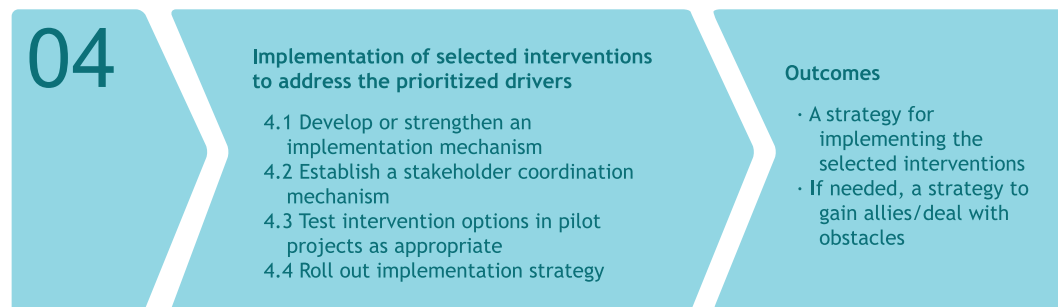 04
Implementation of selected interventions
to address the prioritized drivers
4.1 Develop or strengthen an
implementation mechanism
4.2 Establish a stakeholder coordination
mechanism
4.3 Test intervention options in pilot
projects as appropriate
4.4 Roll out implementation strategy
Outcomes
· A strategy for
implementing the
selected interventions
· If needed, a strategy to
gain allies/deal with
obstacles